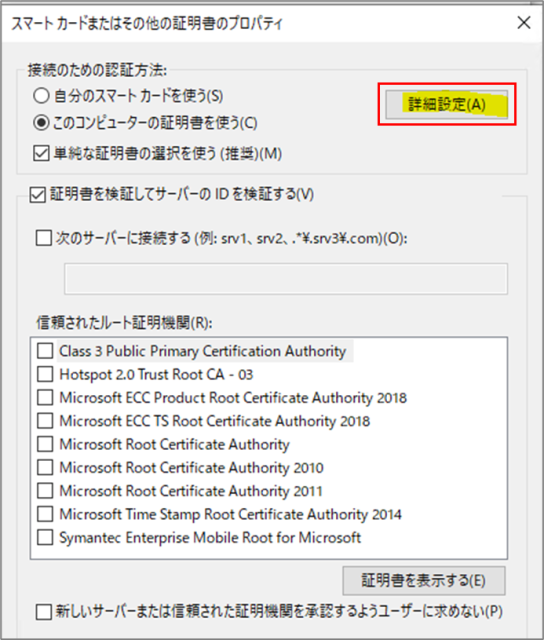 スマート カードまたはその他の証明書のプロパティ
接続のための認証方法:
自分のスマート カードを使う(S)
詳細設定(A)
このコンピューターの証明書を使う(C)
単純な証明書の選択を使う (推奨)(M)
証明書を検証してサーバーの ID を検証する(V)
次のサーバーに接続する (例: srv1、srv2、.*¥.srv3¥.com)(O):
信頼されたルート証明機関(R):
Class 3 Public Primary Certification Authority
Hotspot 2.0 Trust Root CA - 03
Microsoft ECC Product Root Certificate Authority 2018
Microsoft ECC TS Root Certificate Authority 2018
Microsoft Root Certificate Authority
Microsoft Root Certificate Authority 2010
Microsoft Root Certificate Authority 2011
Microsoft Time Stamp Root Certificate Authority 2014
Symantec Enterprise Mobile Root for Microsoft
証明書を表示する(E)
新しいサーバーまたは信頼された証明機関を承認するようユーザーに求めない(P)